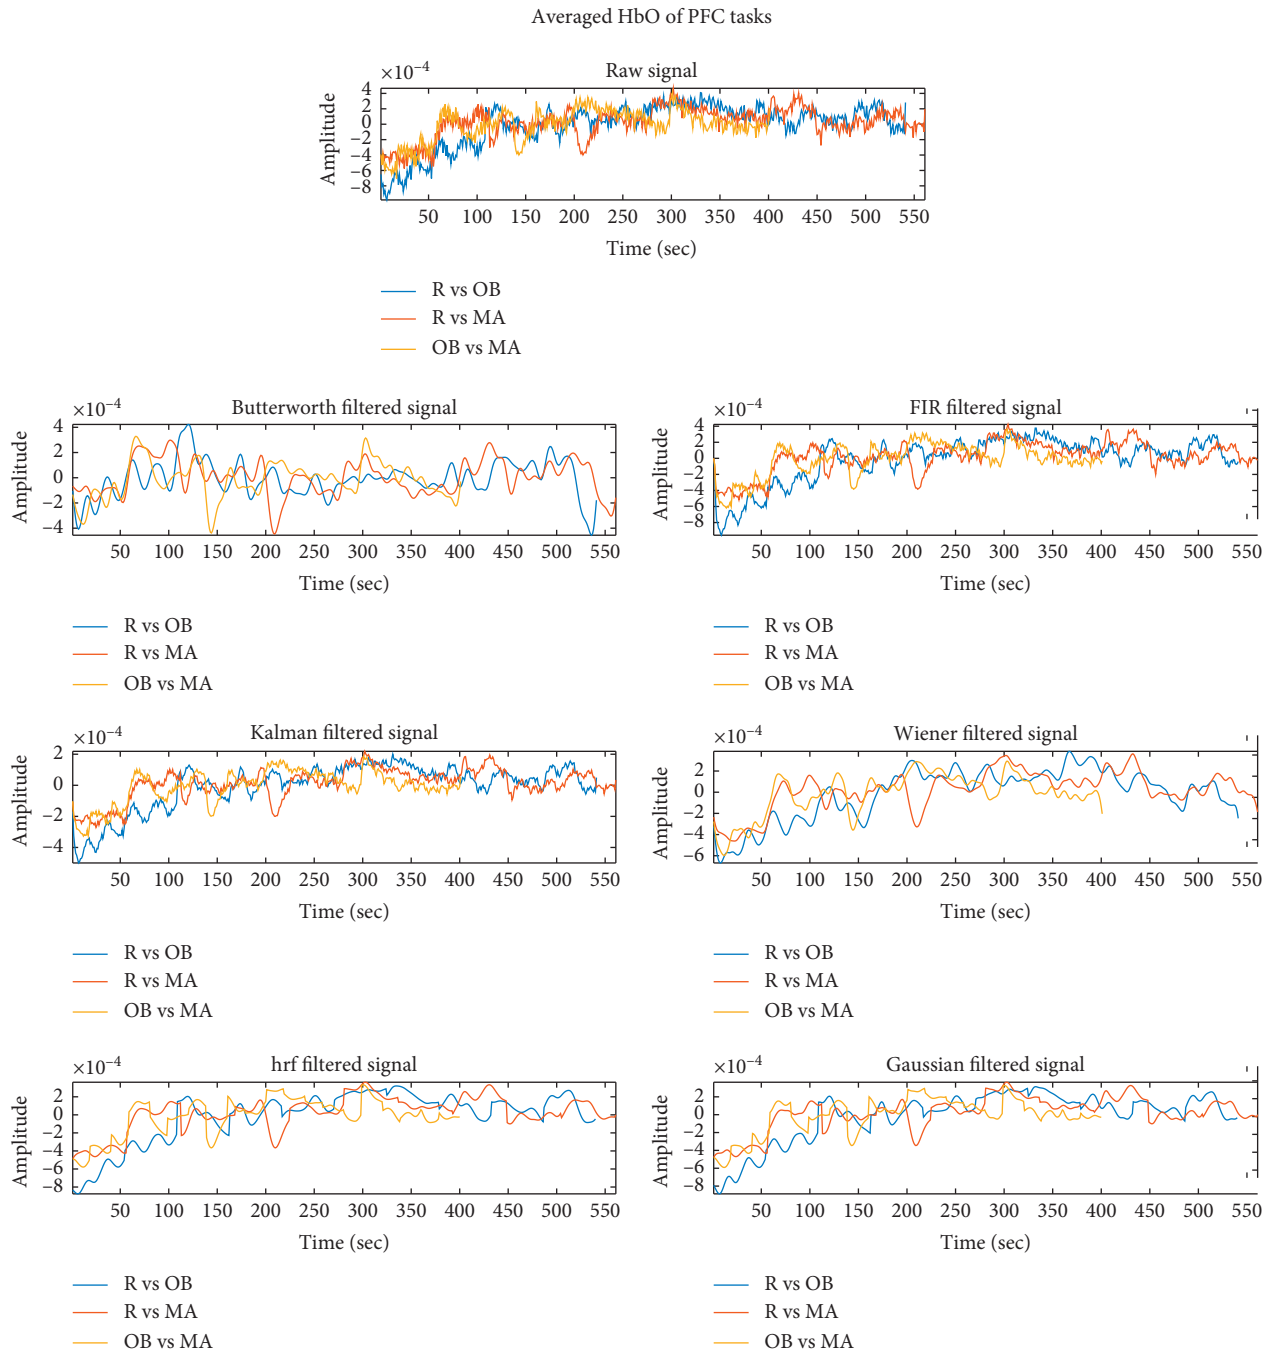 Averaged HbO of PFC tasks
×10⁻⁴
Raw signal
Amplitude
4
2
0
−2
−4
−6
−8
50 100 150 200 250 300 350 400 450 500 550
Time (sec)
R vs OB
R vs MA
OB vs MA
×10⁻⁴
Butterworth filtered signal
Amplitude
4
2
0
−2
−4
50 100 150 200 250 300 350 400 450 500 550
Time (sec)
R vs OB
R vs MA
OB vs MA
×10⁻⁴
FIR filtered signal
Amplitude
4
2
0
−2
−4
−6
−8
50 100 150 200 250 300 350 400 450 500 550
Time (sec)
R vs OB
R vs MA
OB vs MA
×10⁻⁴
Kalman filtered signal
Amplitude
2
0
−2
−4
50 100 150 200 250 300 350 400 450 500 550
Time (sec)
R vs OB
R vs MA
OB vs MA
×10⁻⁴
Wiener filtered signal
Amplitude
2
0
−2
−4
−6
50 100 150 200 250 300 350 400 450 500 550
Time (sec)
R vs OB
R vs MA
OB vs MA
×10⁻⁴
hrf filtered signal
Amplitude
2
0
−2
−4
−6
−8
50 100 150 200 250 300 350 400 450 500 550
Time (sec)
R vs OB
R vs MA
OB vs MA
×10⁻⁴
Gaussian filtered signal
Amplitude
2
0
−2
−4
−6
−8
50 100 150 200 250 300 350 400 450 500 550
Time (sec)
R vs OB
R vs MA
OB vs MA